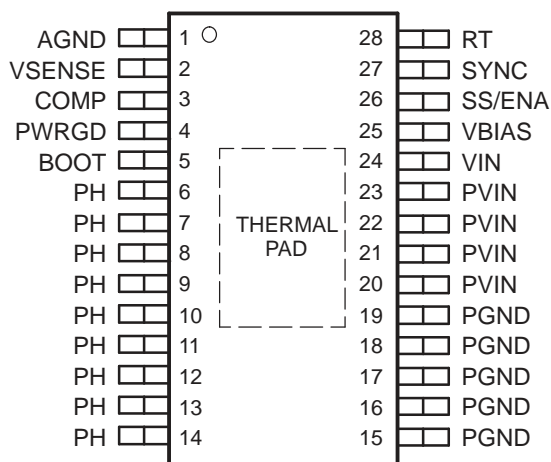 AGND 1 28 RT
VSENSE 2 27 SYNC
COMP 3 26 SS/ENA
PWRGD 4 25 VBIAS
BOOT 5 24 VIN
PH 6 23 PVIN
PH 7 THERMAL 22 PVIN
PH 8 PAD 21 PVIN
PH 9 20 PVIN
PH 10 19 PGND
PH 11 18 PGND
PH 12 17 PGND
PH 13 16 PGND
PH 14 15 PGND